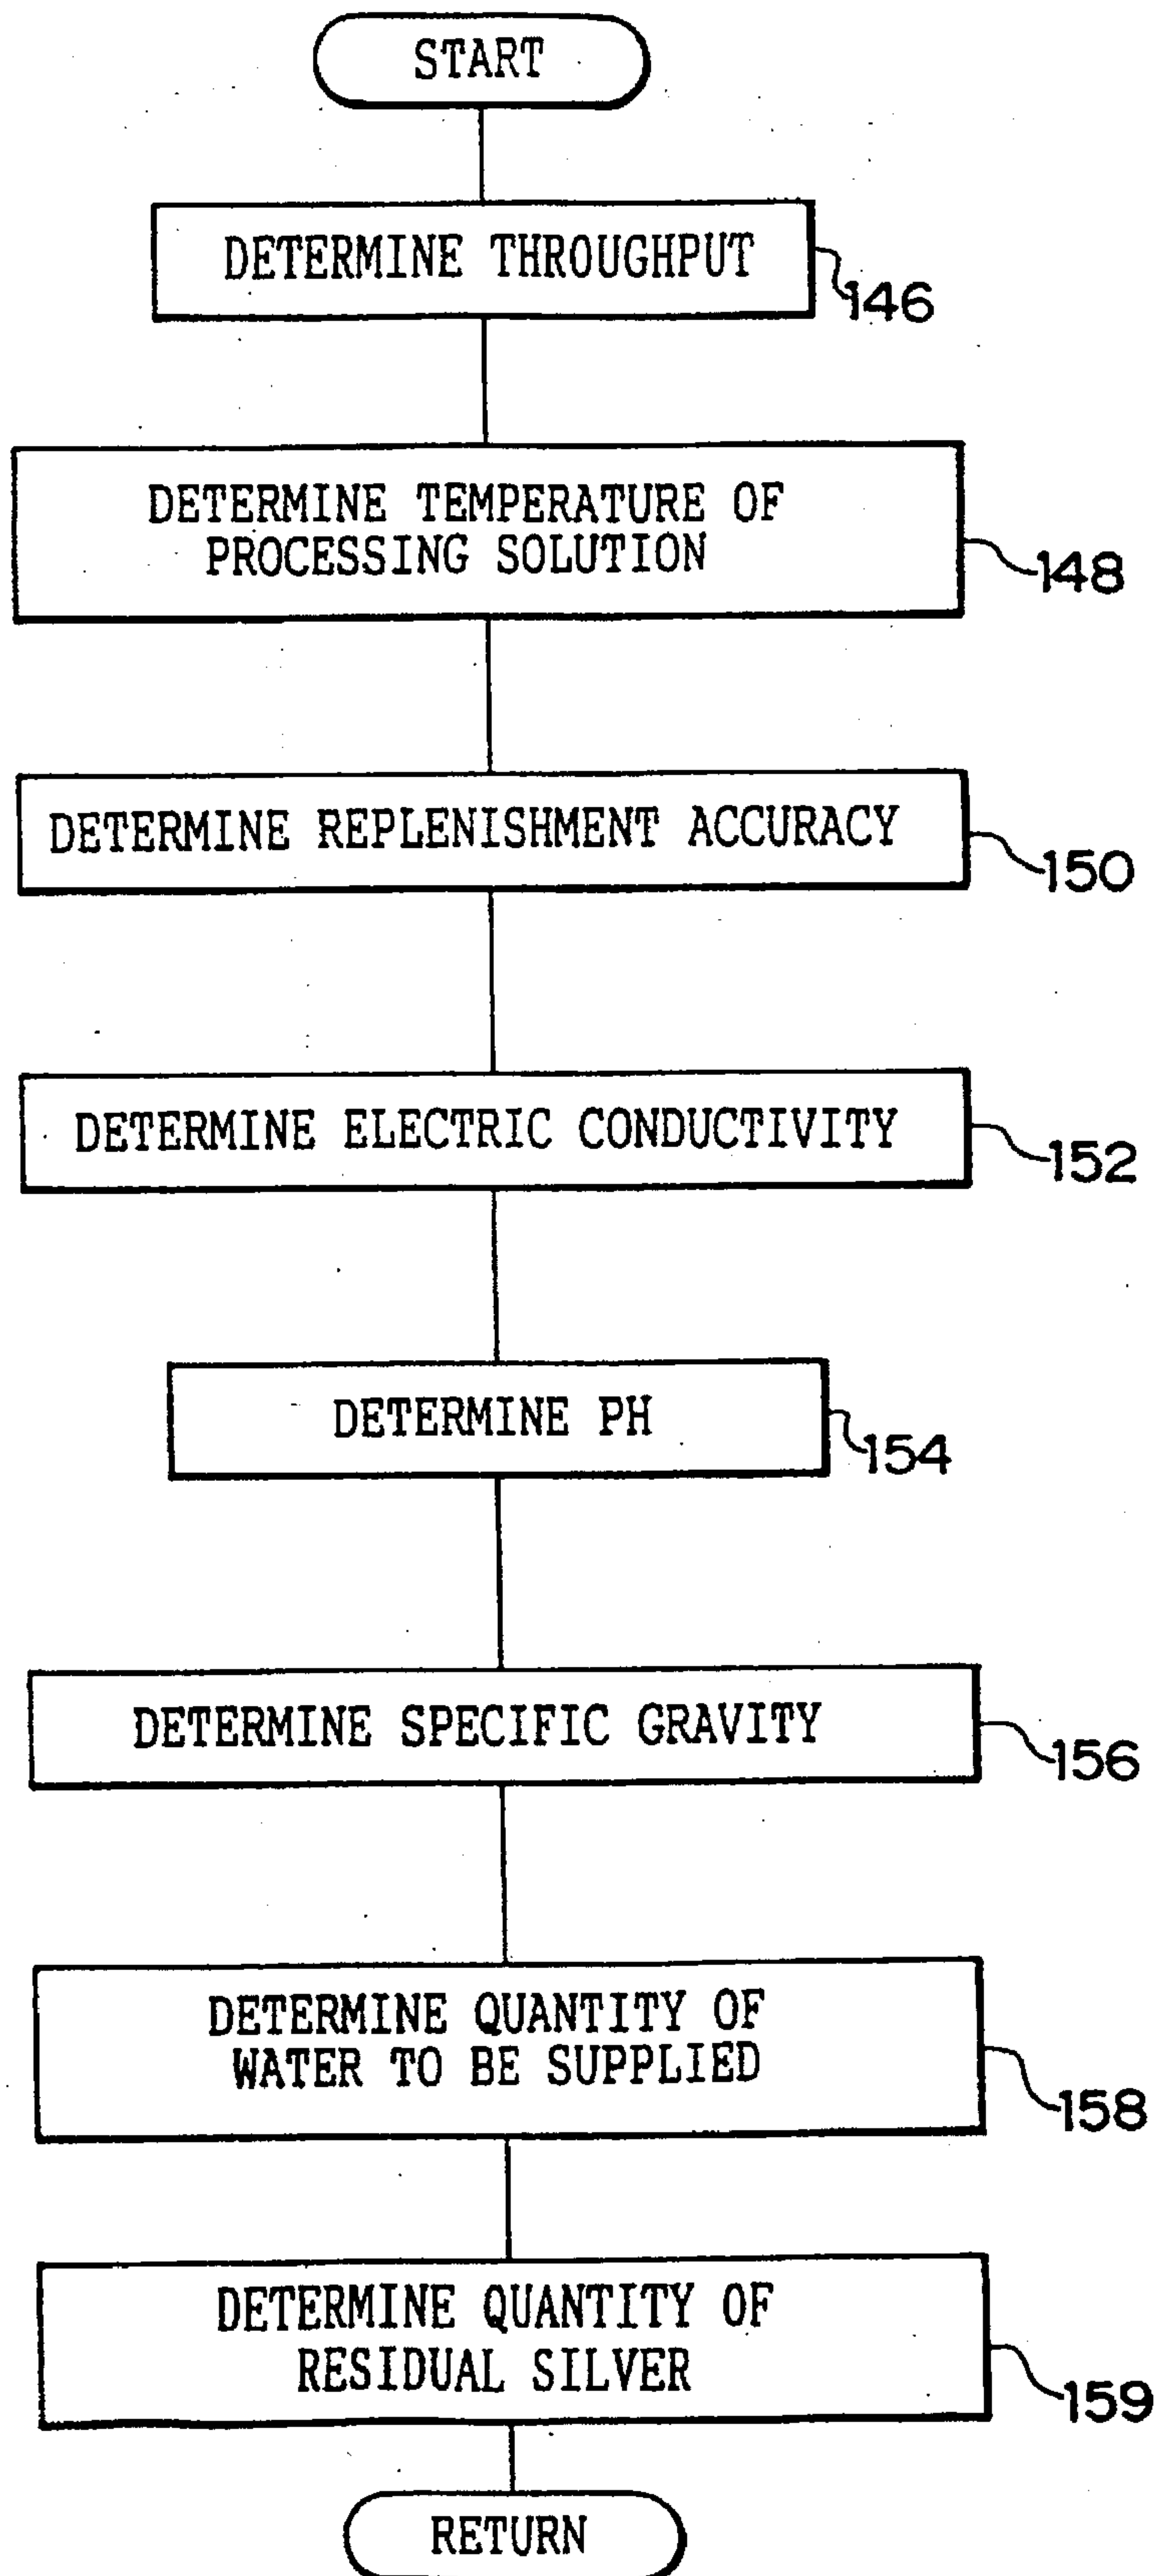 START
DETERMINE THROUGHPUT
146
DETERMINE TEMPERATURE OF
PROCESSING SOLUTION
148
DETERMINE REPLENISHMENT ACCURACY
150
DETERMINE ELECTRIC CONDUCTIVITY
152
DETERMINE PH
154
DETERMINE SPECIFIC GRAVITY
156
DETERMINE QUANTITY OF
WATER TO BE SUPPLIED
158
DETERMINE QUANTITY OF
RESIDUAL SILVER
159
RETURN